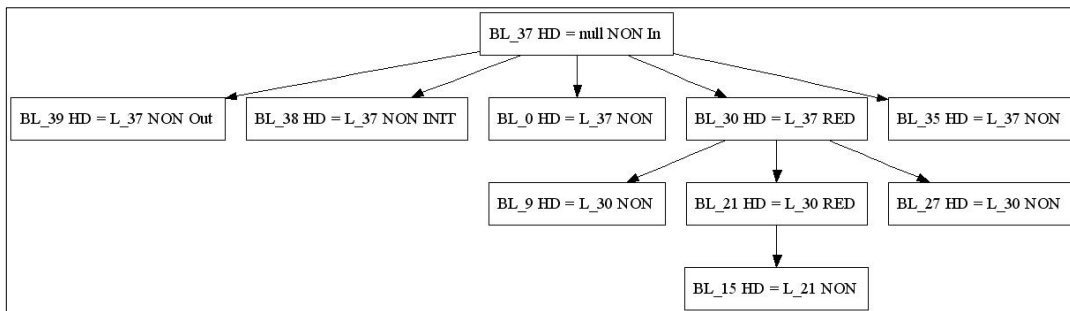 BL_37 HD = null NON In
BL_39 HD = L_37 NON Out
BL_38 HD = L_37 NON INIT
BL_0 HD = L_37 NON
BL_30 HD = L_37 RED
BL_35 HD = L_37 NON
BL_9 HD = L_30 NON
BL_21 HD = L_30 RED
BL_27 HD = L_30 NON
BL_15 HD = L_21 NON